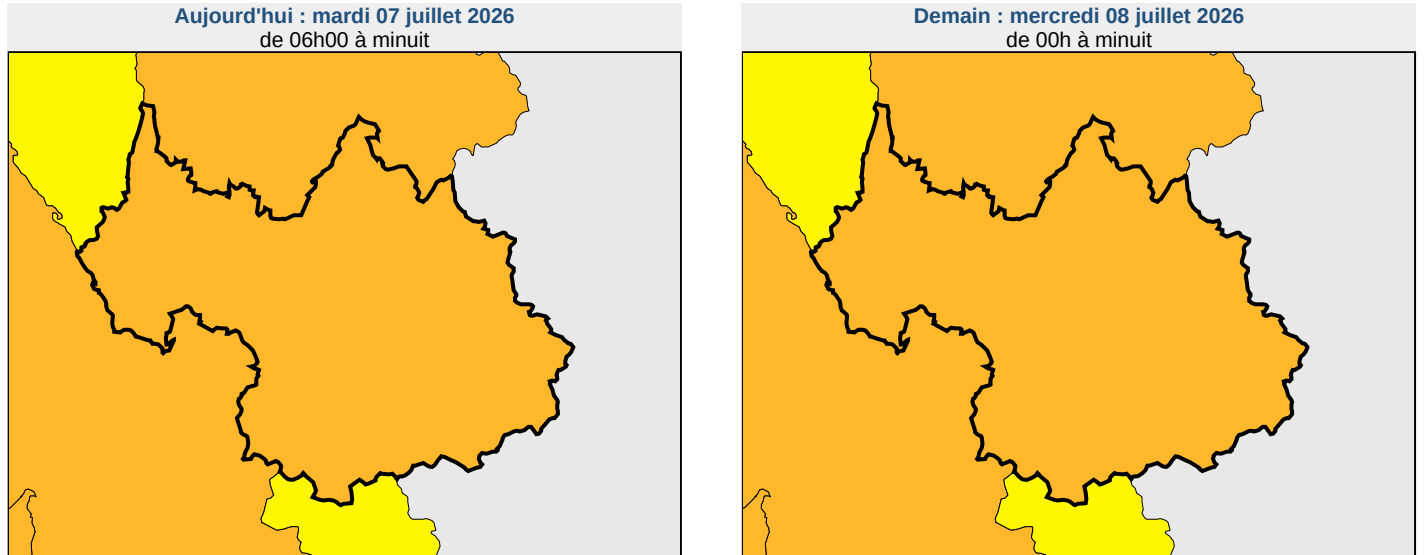 Aujourd'hui : mardi 07 juillet 2026
de 06h00 à minuit
Demain : mercredi 08 juillet 2026
de 00h à minuit